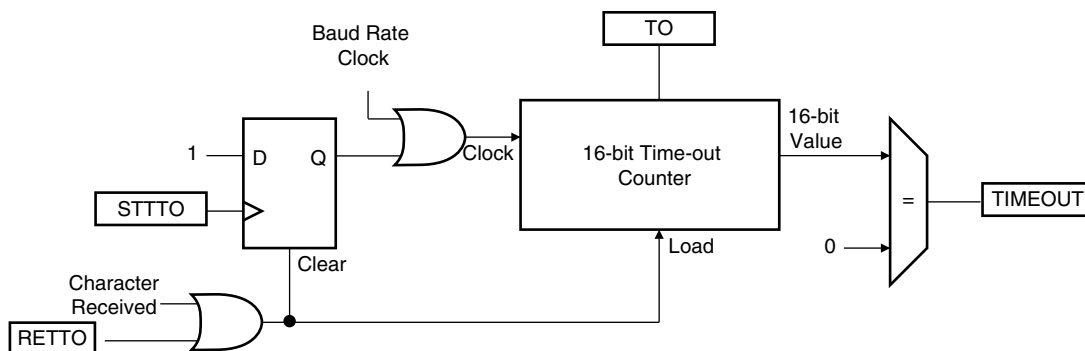 TO
Baud Rate
Clock
16-bit
Value
1
D
Q
Clock
16-bit Time-out
Counter
STTTO
=
TIMEOUT
Clear
Load
0
Character
Received
RETTO